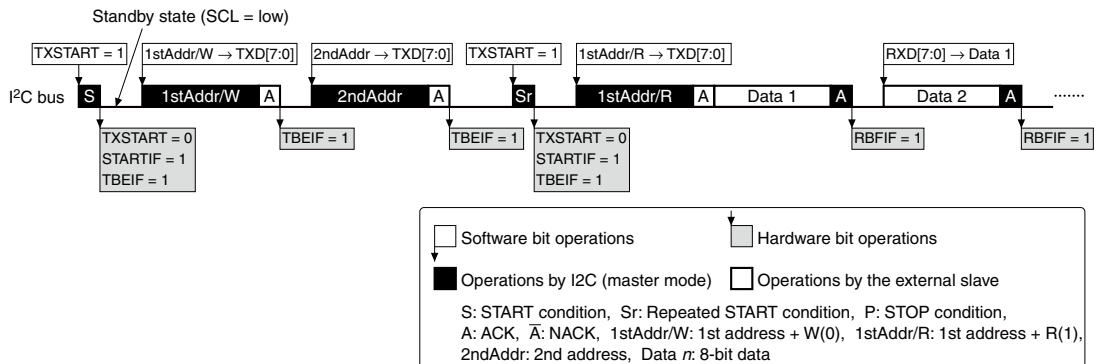 Standby state (SCL = low)
TXSTART = 1 1stAddr/W → TXD[7:0] 2ndAddr → TXD[7:0] TXSTART = 1 1stAddr/R → TXD[7:0] RXD[7:0] → Data 1
I²C bus S 1stAddr/W A 2ndAddr A Sr 1stAddr/R A Data 1 A Data 2 A ········
TXSTART = 0 TBEIF = 1 TBEIF = 1 TXSTART = 0 RBFIF = 1 RBFIF = 1
STARTIF = 1 STARTIF = 1
TBEIF = 1 TBEIF = 1
Software bit operations Hardware bit operations
Operations by I2C (master mode) Operations by the external slave
S: START condition, Sr: Repeated START condition, P: STOP condition,
A: ACK, A̅: NACK, 1stAddr/W: 1st address + W(0), 1stAddr/R: 1st address + R(1),
2ndAddr: 2nd address, Data n: 8-bit data